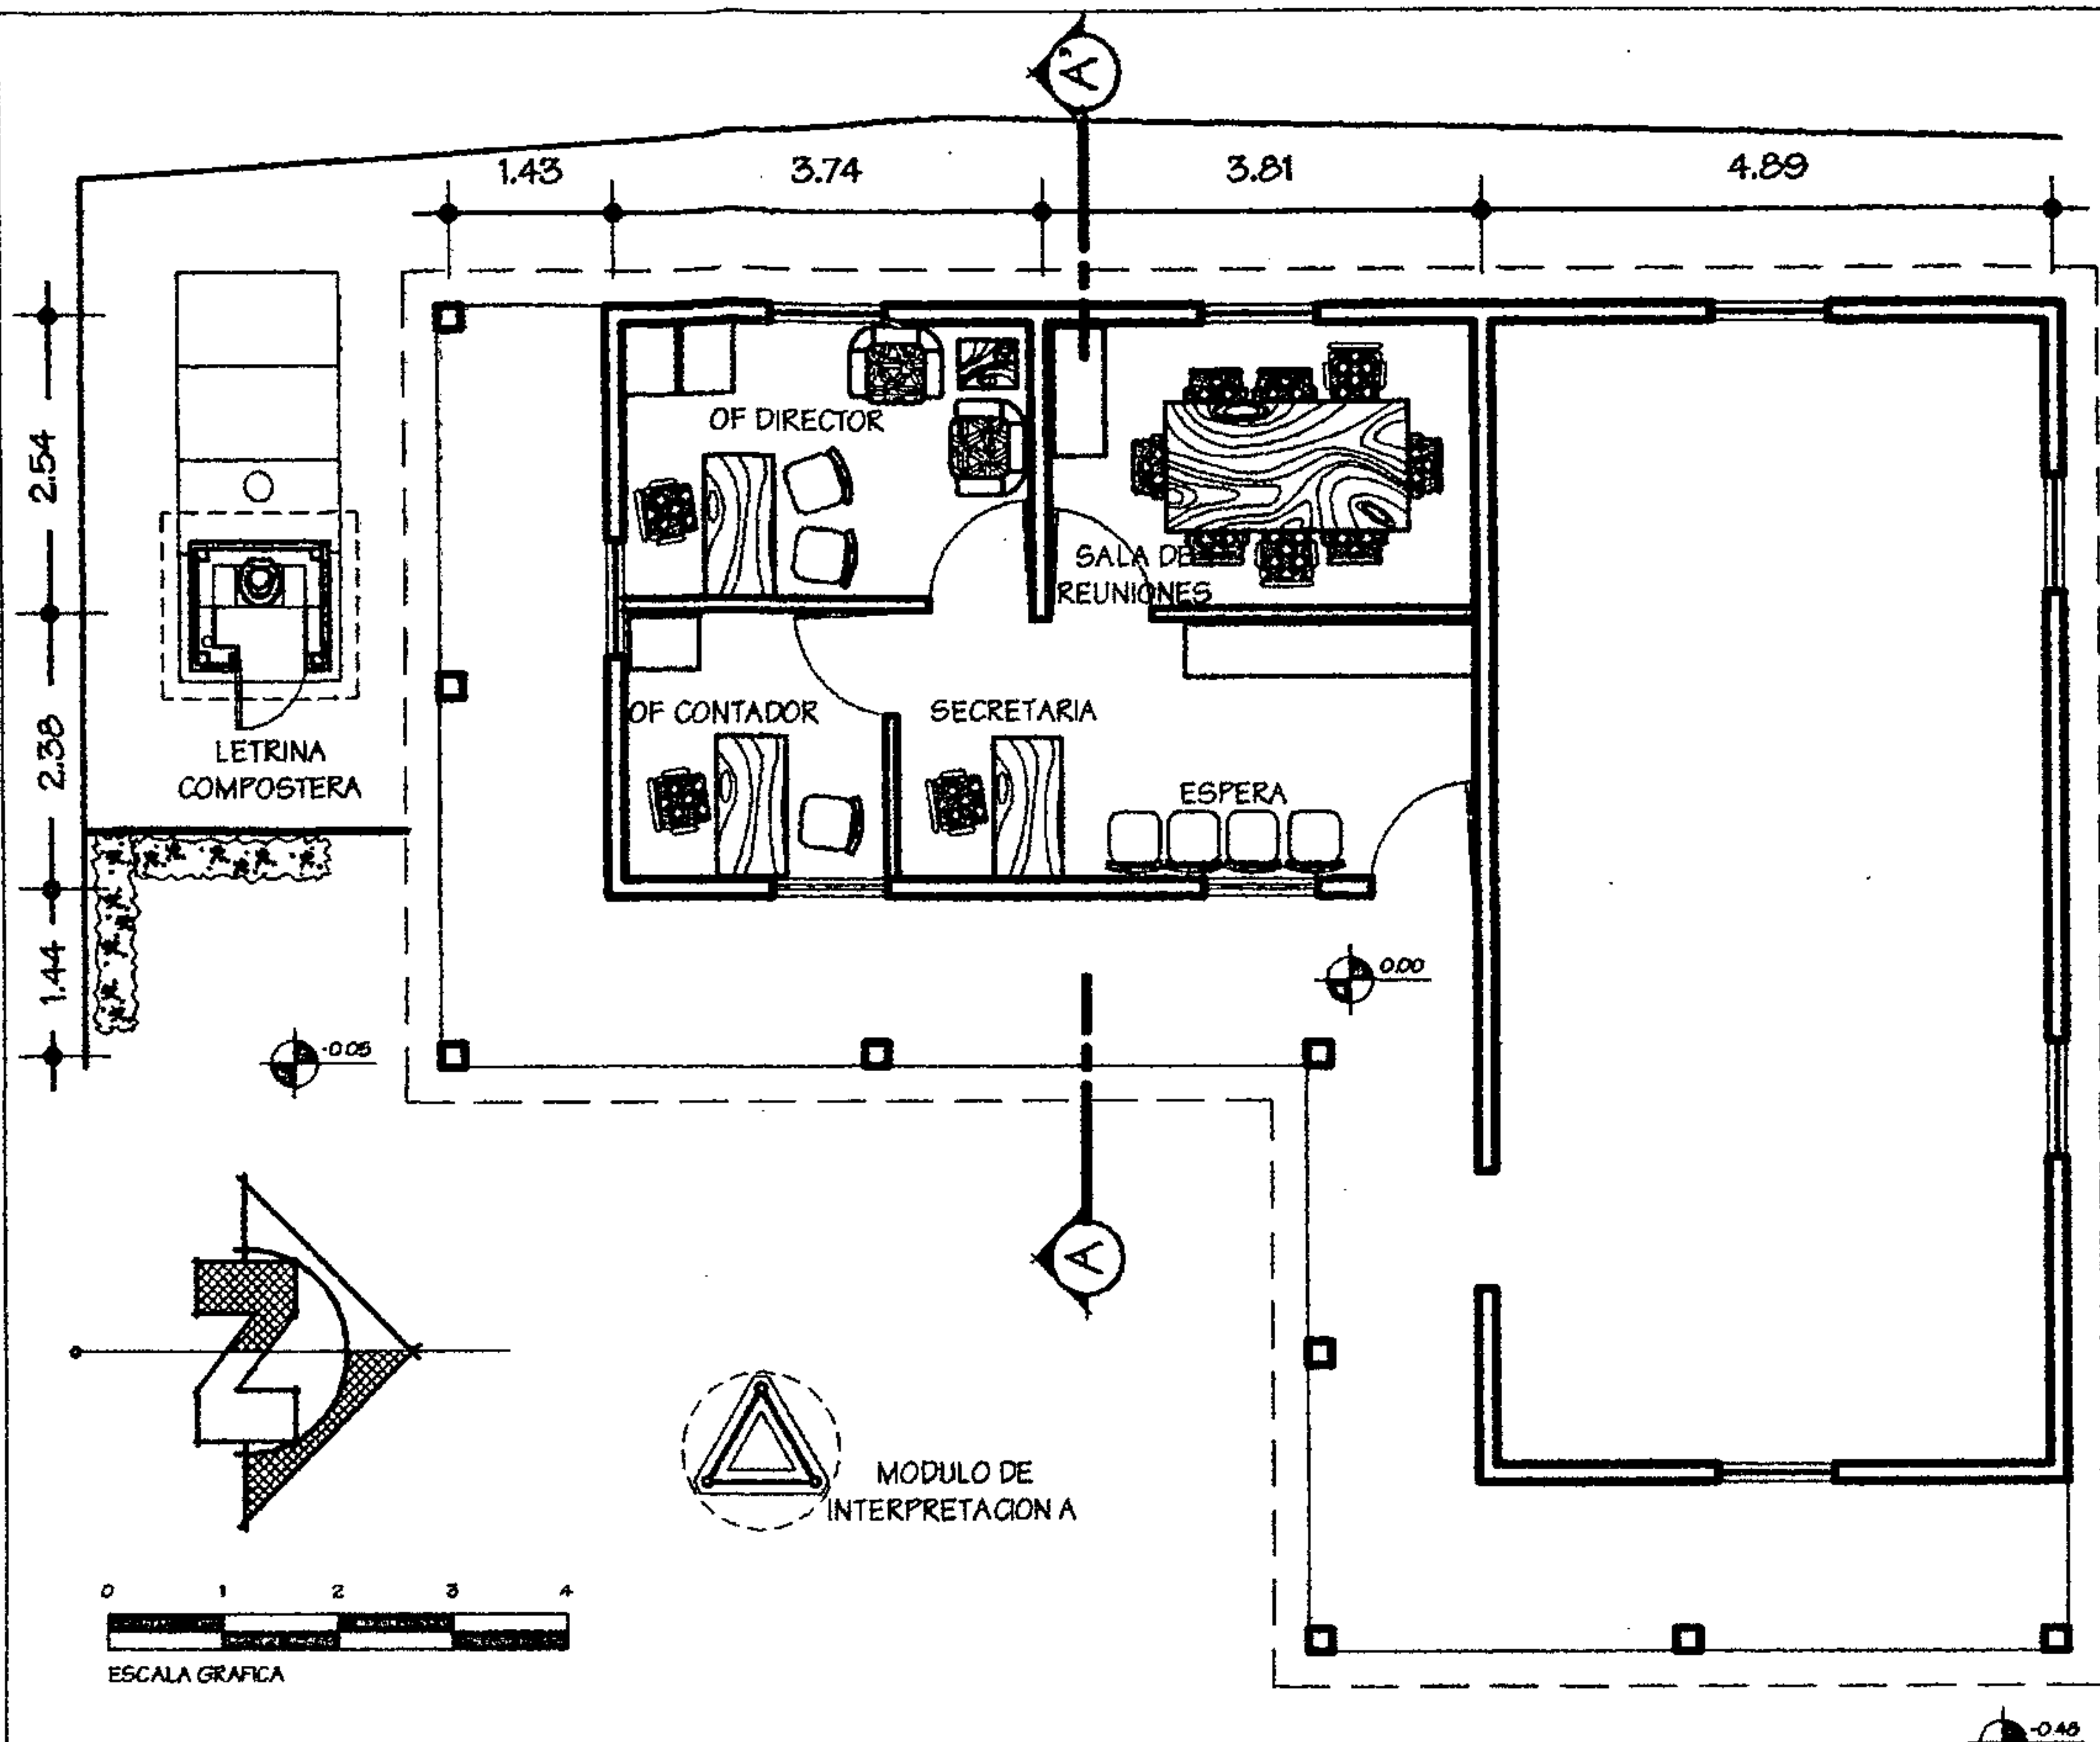 A'
1.43 3.74 3.81 4.89
2.54
2.38
1.44
OF DIRECTOR
SALA DE
REUNIONES
OF CONTADOR
SECRETARIA
ESPERA
LETRINA
COMPOSTERA
0.00
-0.05
A
N
MODULO DE
INTERPRETACION A
0 1 2 3 4
ESCALA GRAFICA
-0.48